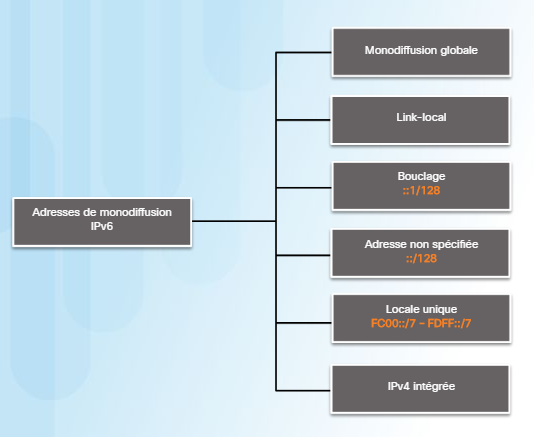 Monodiffusion globale
Link-local
Bouclage
::1/128
Adresses de monodiffusion
IPv6
Adresse non spécifiée
::/128
Locale unique
FC00::/7 - FDFF::/7
IPv4 intégrée